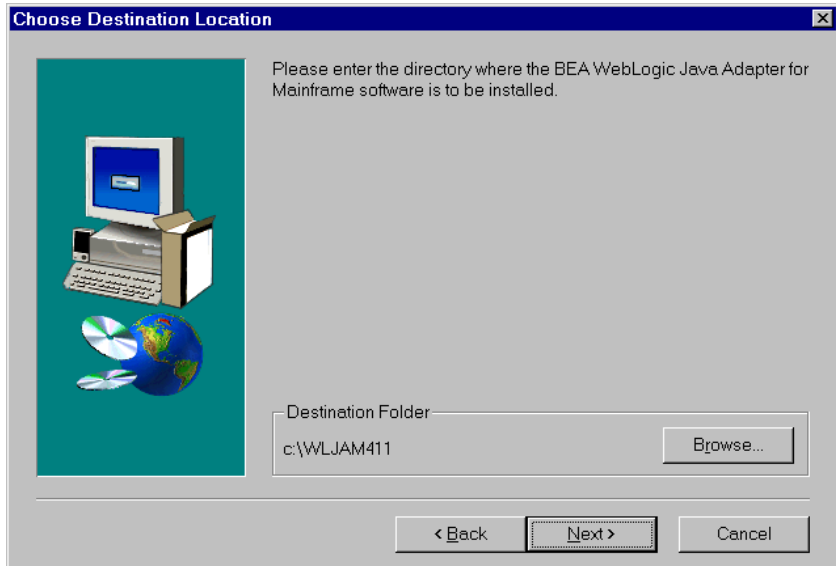 Choose Destination Location
Please enter the directory where the BEA WebLogic Java Adapter for
Mainframe software is to be installed.
Destination Folder
c:\WLJAM411
Browse...
< Back
Next >
Cancel